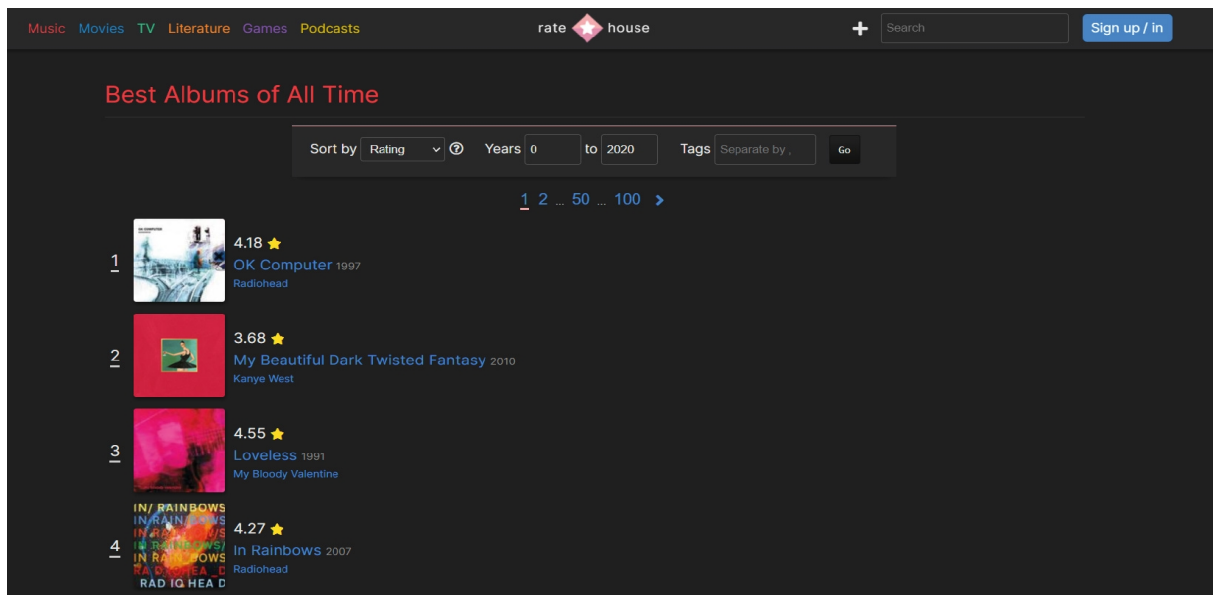 Music Movies TV Literature Games Podcasts rate house Search Sign up / in
Best Albums of All Time
Sort by Rating Years 0 to 2020 Tags Separate by , Go
1 2 ... 50 ... 100
4.18
1 OK Computer 1997
Radiohead
3.68
2 My Beautiful Dark Twisted Fantasy 2010
Kanye West
4.55
3 Loveless 1991
My Bloody Valentine
IN/ RAINBOWS
4.27
4 In Rainbows 2007
Radiohead
RAD IO HEA D